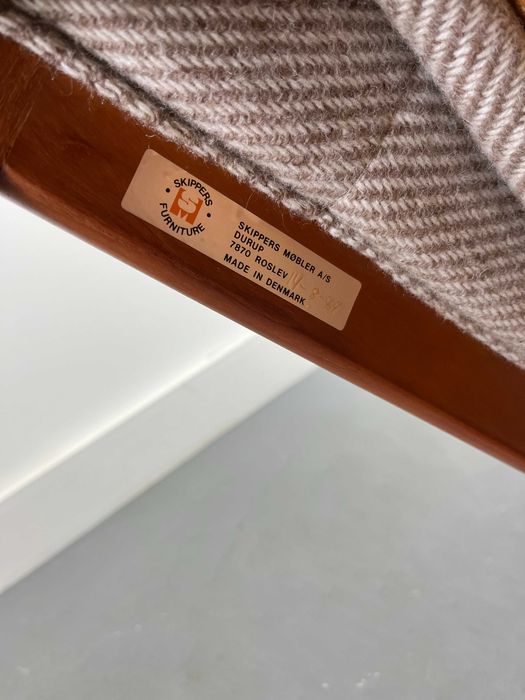 SKIPPERS
FURNITURE
SKIPPERS MØBLER A/S
DURUP
7870 ROSLEV
MADE IN DENMARK